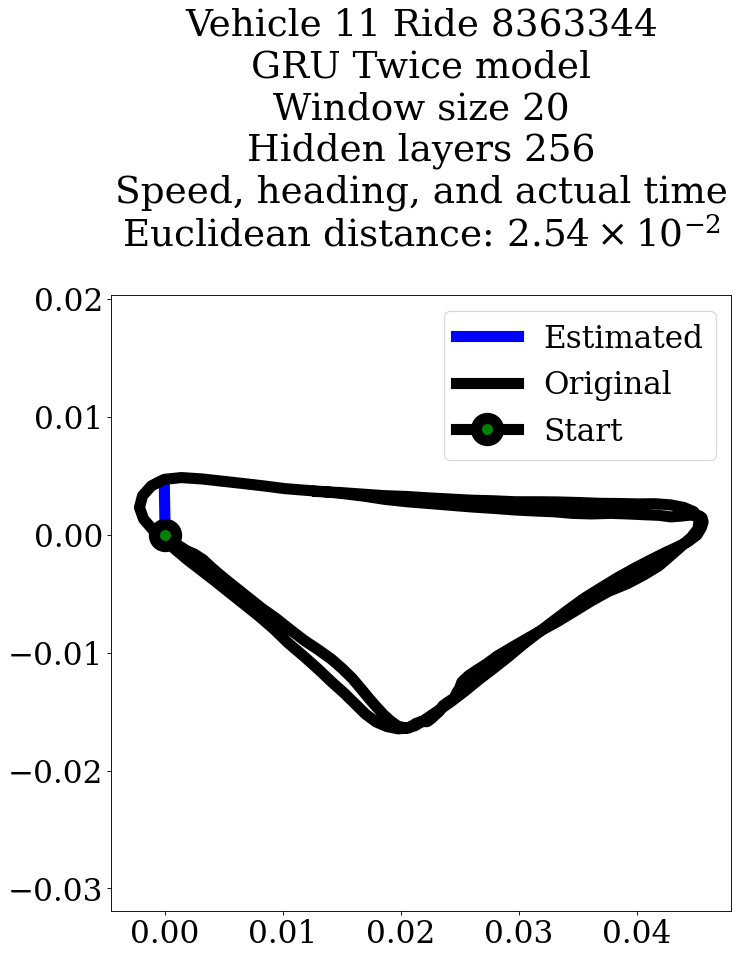 Vehicle 11 Ride 8363344
GRU Twice model
Window size 20
Hidden layers 256
Speed, heading, and actual time
Euclidean distance: 2.54 × 10⁻²
0.02
Estimated
Original
Start
0.01
0.00
−0.01
−0.02
−0.03
0.00 0.01 0.02 0.03 0.04